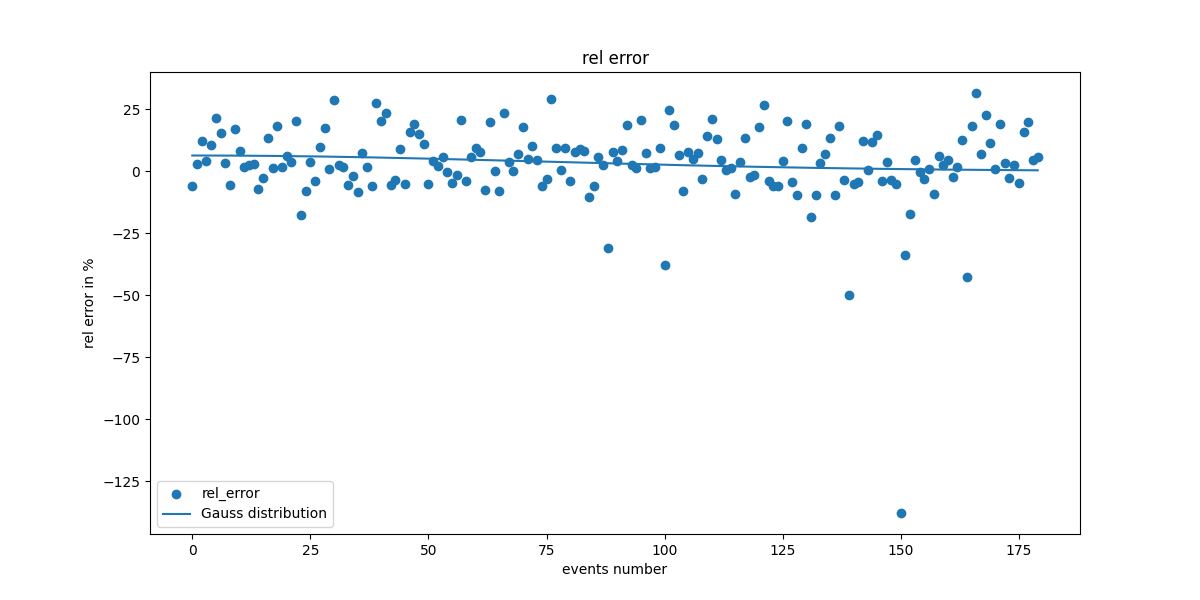 rel error
rel error in %
25
0
−25
−50
−75
−100
−125
rel_error
Gauss distribution
0 25 50 75 100 125 150 175
events number